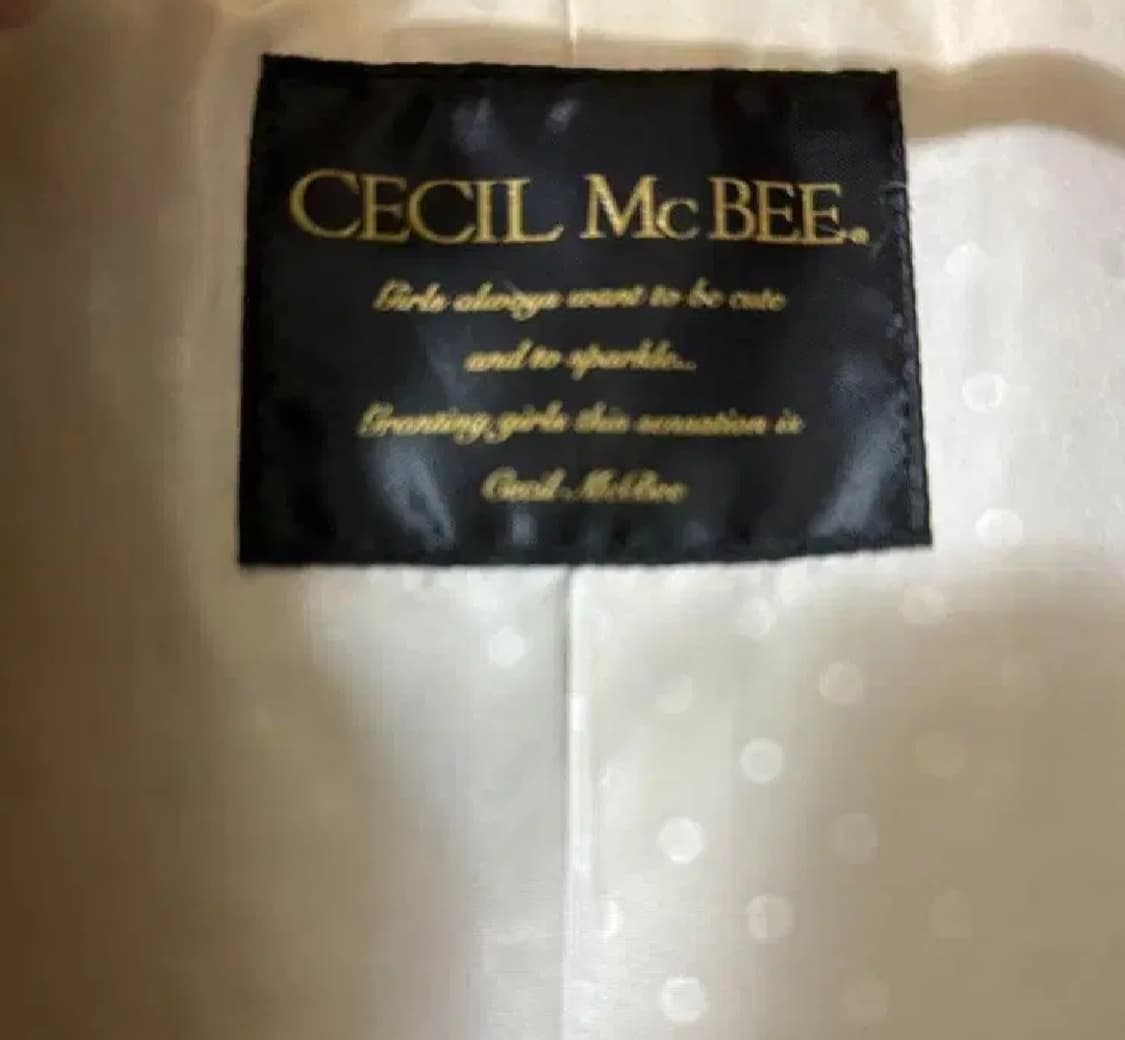 CECIL McBEE.
Girls always want to be cute
and to sparkle...
Granting girls this sensation is
Cecil McBee